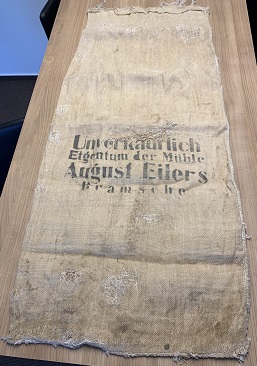 Unverkäuflich
Eigentum der Mühle
August Eilers
Bramsche